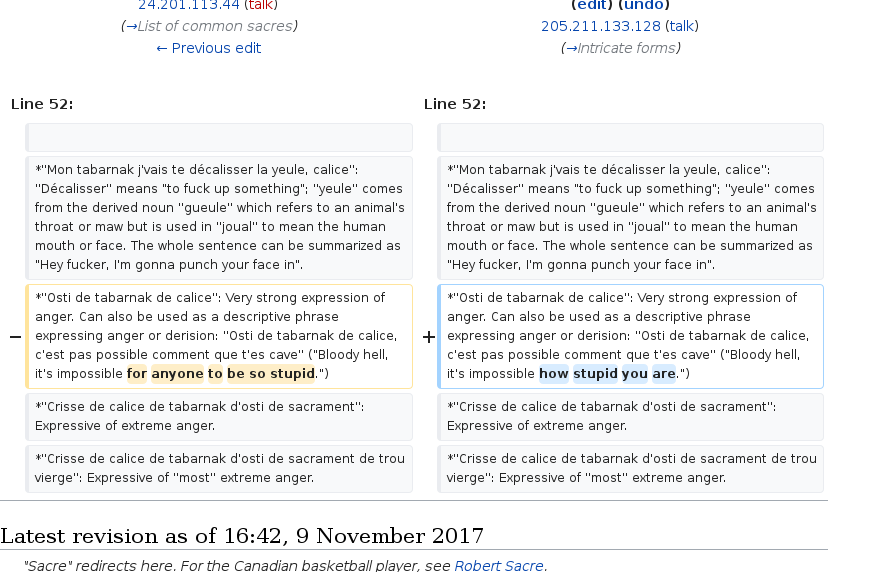 24.201.113.44 (talk)
(→List of common sacres)
← Previous edit
(edit) (undo)
205.211.133.128 (talk)
(→Intricate forms)
Line 52:
Line 52:
*''Mon tabarnak j'vais te décalisser la yeule, calice'':
"Décalisser" means "to fuck up something"; "yeule" comes
from the derived noun "gueule" which refers to an animal's
throat or maw but is used in "joual" to mean the human
mouth or face. The whole sentence can be summarized as
"Hey fucker, I'm gonna punch your face in".
*''Mon tabarnak j'vais te décalisser la yeule, calice'':
"Décalisser" means "to fuck up something"; "yeule" comes
from the derived noun "gueule" which refers to an animal's
throat or maw but is used in "joual" to mean the human
mouth or face. The whole sentence can be summarized as
"Hey fucker, I'm gonna punch your face in".
− *''Osti de tabarnak de calice'': Very strong expression of
anger. Can also be used as a descriptive phrase
expressing anger or derision: ''Osti de tabarnak de calice,
c'est pas possible comment que t'es cave'' ("Bloody hell,
it's impossible for anyone to be so stupid.")
+ *''Osti de tabarnak de calice'': Very strong expression of
anger. Can also be used as a descriptive phrase
expressing anger or derision: ''Osti de tabarnak de calice,
c'est pas possible comment que t'es cave'' ("Bloody hell,
it's impossible how stupid you are.")
*''Crisse de calice de tabarnak d'osti de sacrament'':
Expressive of extreme anger.
*''Crisse de calice de tabarnak d'osti de sacrament'':
Expressive of extreme anger.
*''Crisse de calice de tabarnak d'osti de sacrament de trou
vierge'': Expressive of ''most'' extreme anger.
*''Crisse de calice de tabarnak d'osti de sacrament de trou
vierge'': Expressive of ''most'' extreme anger.
Latest revision as of 16:42, 9 November 2017
"Sacre" redirects here. For the Canadian basketball player, see Robert Sacre.